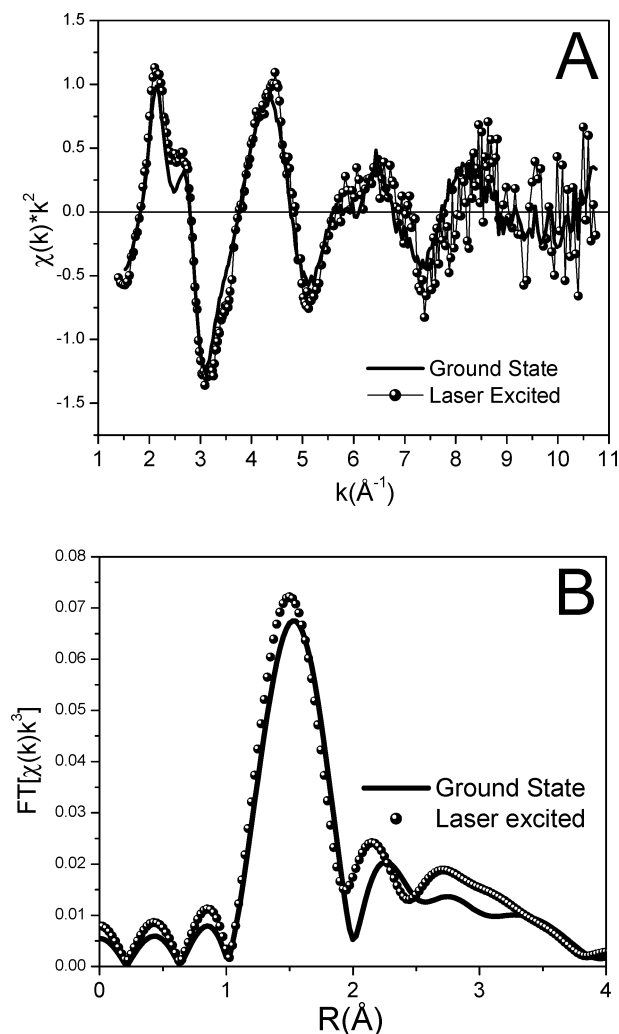 A
1.5
1.0
0.5
0.0
-0.5
-1.0
-1.5
χ(k)*k²
Ground State
Laser Excited
1 2 3 4 5 6 7 8 9 10 11
k(Å⁻¹)
B
0.08
0.07
0.06
0.05
0.04
0.03
0.02
0.01
0.00
FT[χ(k)k³]
Ground State
Laser excited
0 1 2 3 4
R(Å)